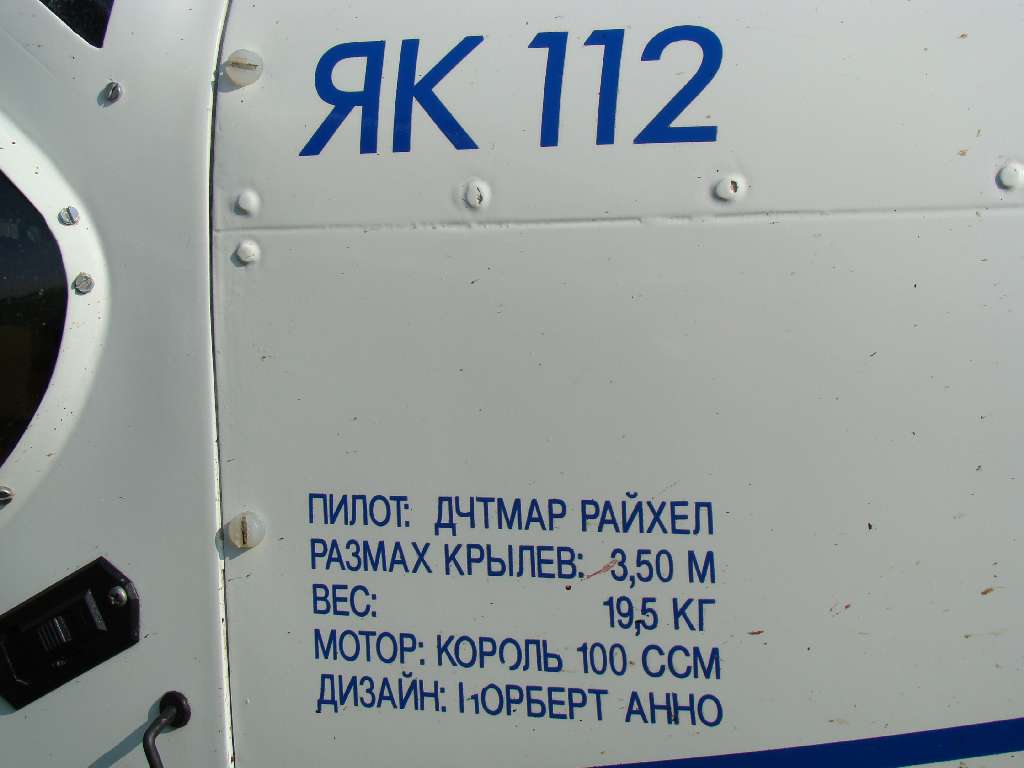 ЯК 112
ПИЛОТ: ДЧТМАР РАЙХЕЛ
РАЗМАХ КРЫЛЕВ: 3,50 М
ВЕС: 19,5 КГ
МОТОР: КОРОЛЬ 100 ССМ
ДИЗАЙН: НОРБЕРТ АННО